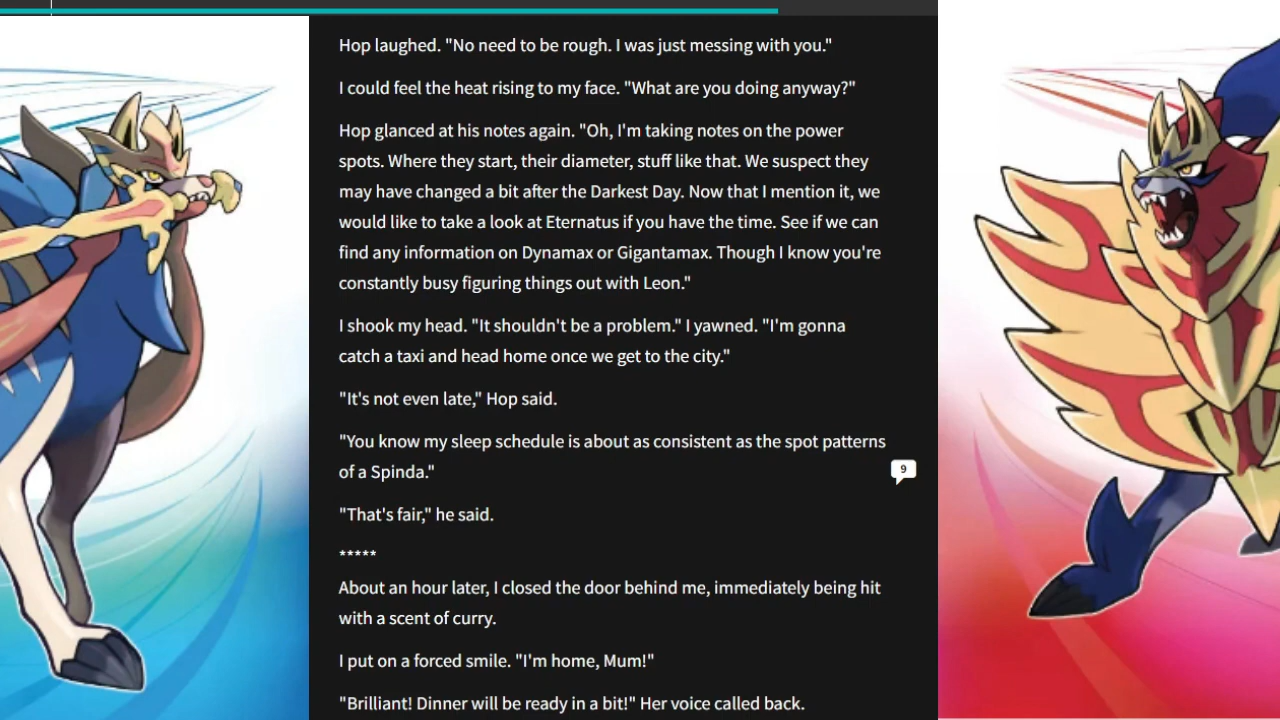 Hop laughed. "No need to be rough. I was just messing with you."
I could feel the heat rising to my face. "What are you doing anyway?"
Hop glanced at his notes again. "Oh, I'm taking notes on the power
spots. Where they start, their diameter, stuff like that. We suspect they
may have changed a bit after the Darkest Day. Now that I mention it, we
would like to take a look at Eternatus if you have the time. See if we can
find any information on Dynamax or Gigantamax. Though I know you're
constantly busy figuring things out with Leon."
I shook my head. "It shouldn't be a problem." I yawned. "I'm gonna
catch a taxi and head home once we get to the city."
"It's not even late," Hop said.
"You know my sleep schedule is about as consistent as the spot patterns
of a Spinda."
9
"That's fair," he said.
*****
About an hour later, I closed the door behind me, immediately being hit
with a scent of curry.
I put on a forced smile. "I'm home, Mum!"
"Brilliant! Dinner will be ready in a bit!" Her voice called back.